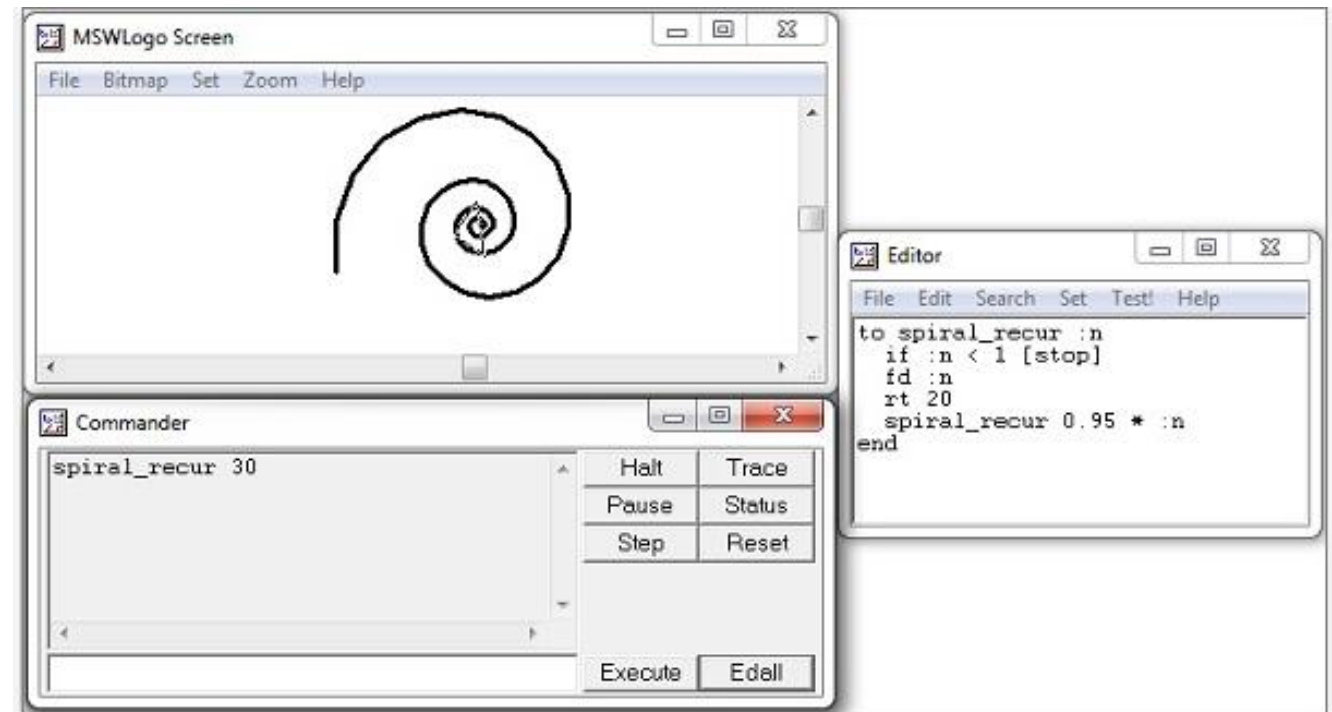 MSWLogo Screen
File Bitmap Set Zoom Help
Commander
spiral_recur 30
Halt Trace
Pause Status
Step Reset
Execute Edall
Editor
File Edit Search Set Test! Help
to spiral_recur :n
  if :n < 1 [stop]
  fd :n
  rt 20
  spiral_recur 0.95 * :n
end